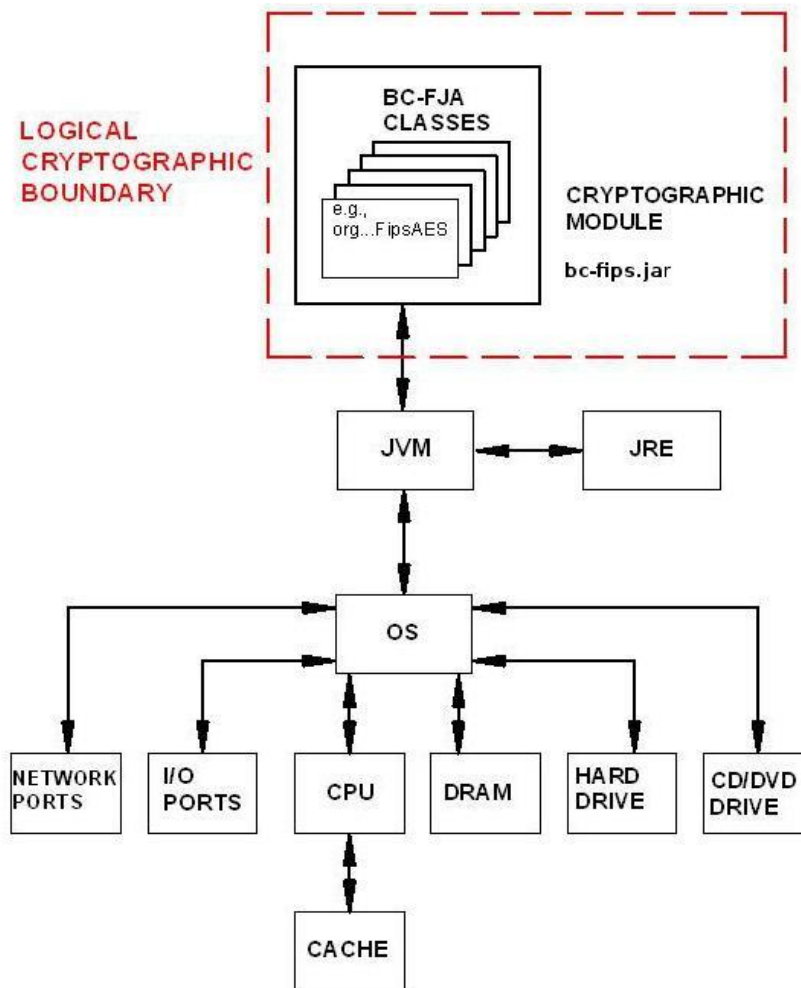 BC-FJA
CLASSES
LOGICAL
CRYPTOGRAPHIC
BOUNDARY
e.g.,
org...FipsAES
CRYPTOGRAPHIC
MODULE
bc-fips.jar
JVM
JRE
OS
NETWORK
PORTS
I/O
PORTS
CPU
DRAM
HARD
DRIVE
CD/DVD
DRIVE
CACHE